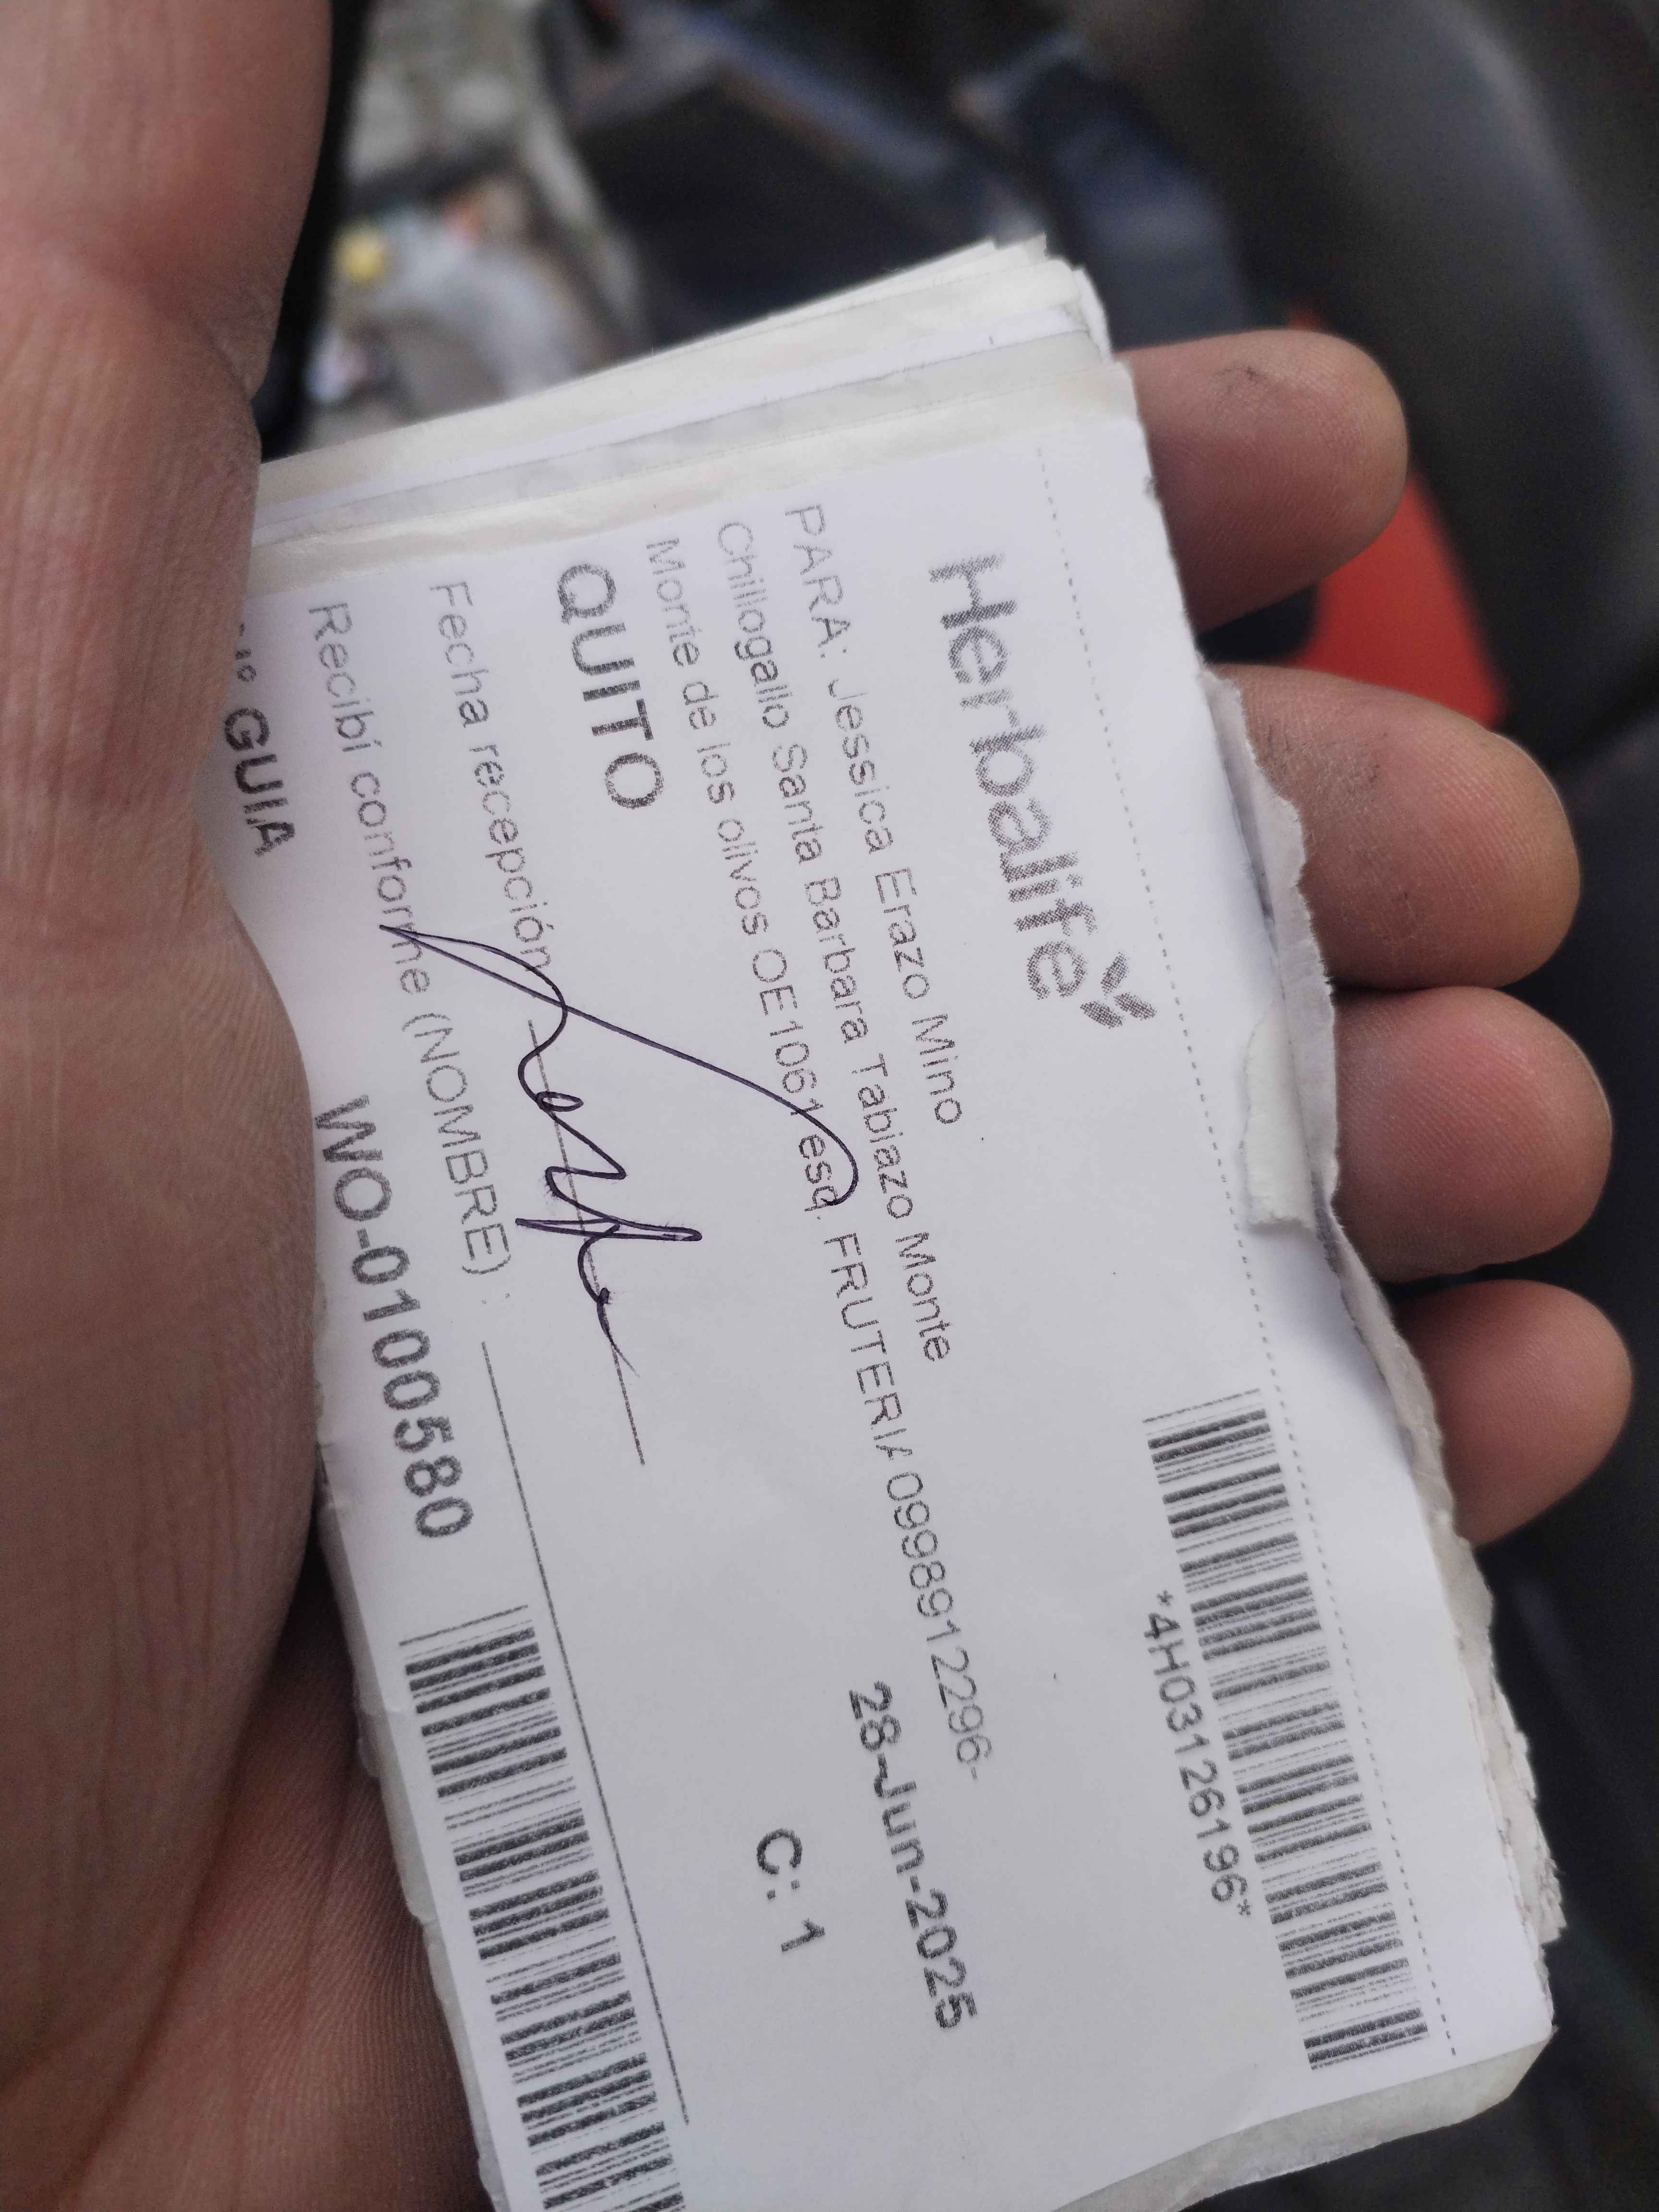 Herbalife
*4H03126196*
PARA: Jessica Erazo Mino
Chillogallo Santa Barbara Tabiazo Monte
Monte de los olivos OE1061 esq. FRUTERIA 0998912296-
QUITO
28-Jun-2025
C: 1
Fecha recepción
Recibí conforme (NOMBRE) :
GUIA WO-0100580